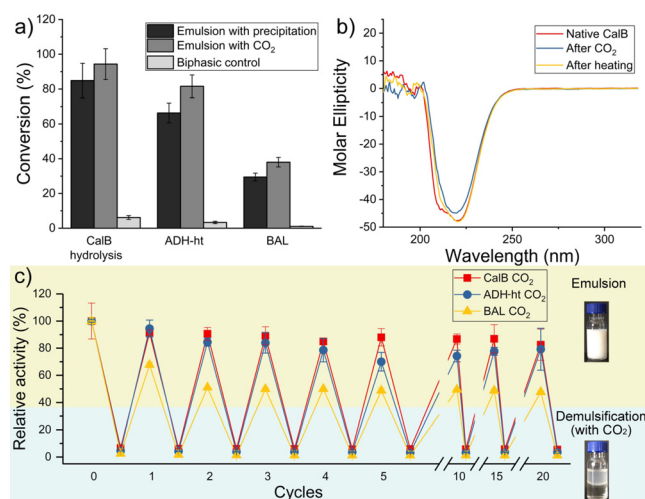 a)
Conversion (%)
120
100
80
60
40
20
0
Emulsion with precipitation
Emulsion with CO₂
Biphasic control
CalB
hydrolysis
ADH-ht
BAL
b)
Molar Ellipticity
20
10
0
-10
-20
-30
-40
-50
Native CalB
After CO₂
After heating
200
250
300
Wavelength (nm)
c)
Relative activity (%)
120
100
80
60
40
20
0
CalB CO₂
ADH-ht CO₂
BAL CO₂
Emulsion
Demulsification
(with CO₂)
0
1
2
3
4
5
10
15
20
Cycles